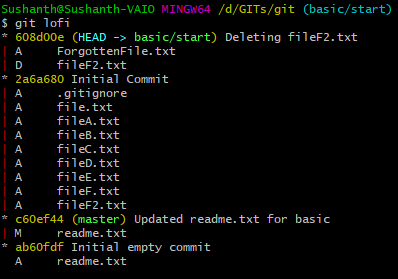 Sushanth@Sushanth-VAIO MINGW64 /d/GITs/git (basic/start)
$ git lofi
* 608d00e (HEAD -> basic/start) Deleting fileF2.txt
| A     ForgottenFile.txt
| D     fileF2.txt
* 2a6a680 Initial Commit
| A     .gitignore
| A     file.txt
| A     fileA.txt
| A     fileB.txt
| A     fileC.txt
| A     fileD.txt
| A     fileE.txt
| A     fileF.txt
| A     fileF2.txt
* c60ef44 (master) Updated readme.txt for basic
| M     readme.txt
* ab60fdf Initial empty commit
  A     readme.txt